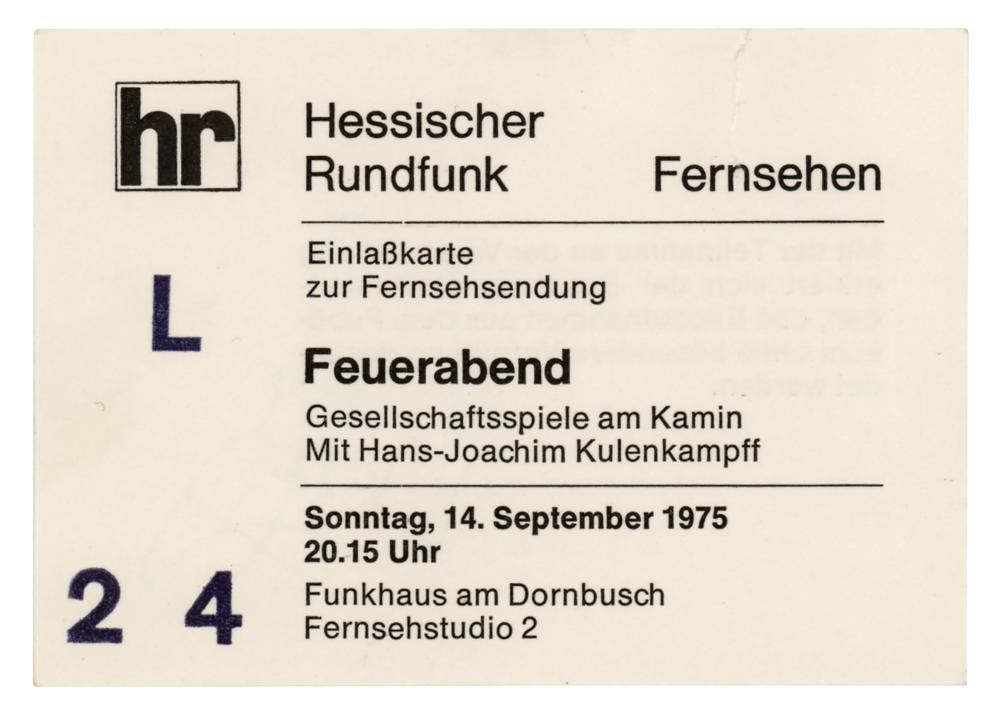 hr
Hessischer
Rundfunk Fernsehen
Einlaßkarte
zur Fernsehsendung
L
Feuerabend
Gesellschaftsspiele am Kamin
Mit Hans-Joachim Kulenkampff
Sonntag, 14. September 1975
20.15 Uhr
2 4
Funkhaus am Dornbusch
Fernsehstudio 2